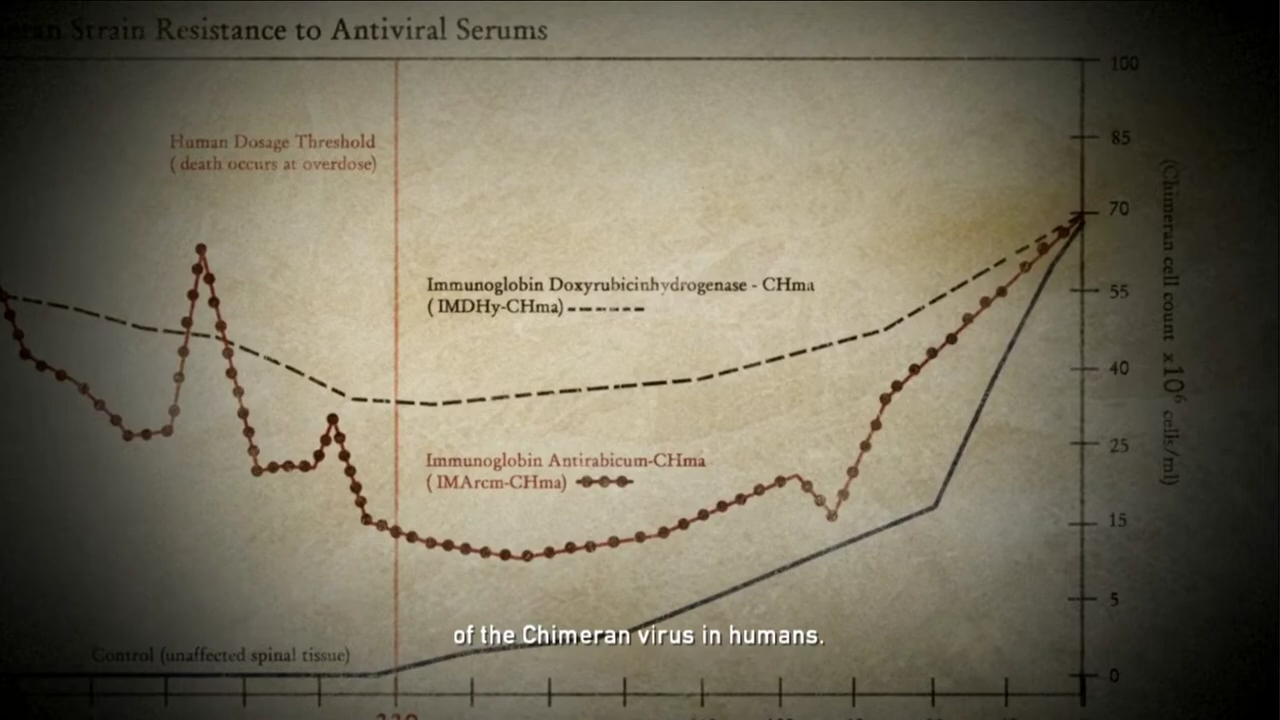 Strain Resistance to Antiviral Serums
100
Human Dosage Threshold
( death occurs at overdose)
85
70
(Chimeran cell count x10⁶ cells/ml)
Immunoglobin Doxyrubicinhydrogenase - CHma
( IMDHy-CHma)
55
40
Immunoglobin Antirabicum-CHma
( IMArcm-CHma)
25
15
5
of the Chimeran virus in humans.
Control (unaffected spinal tissue)
0